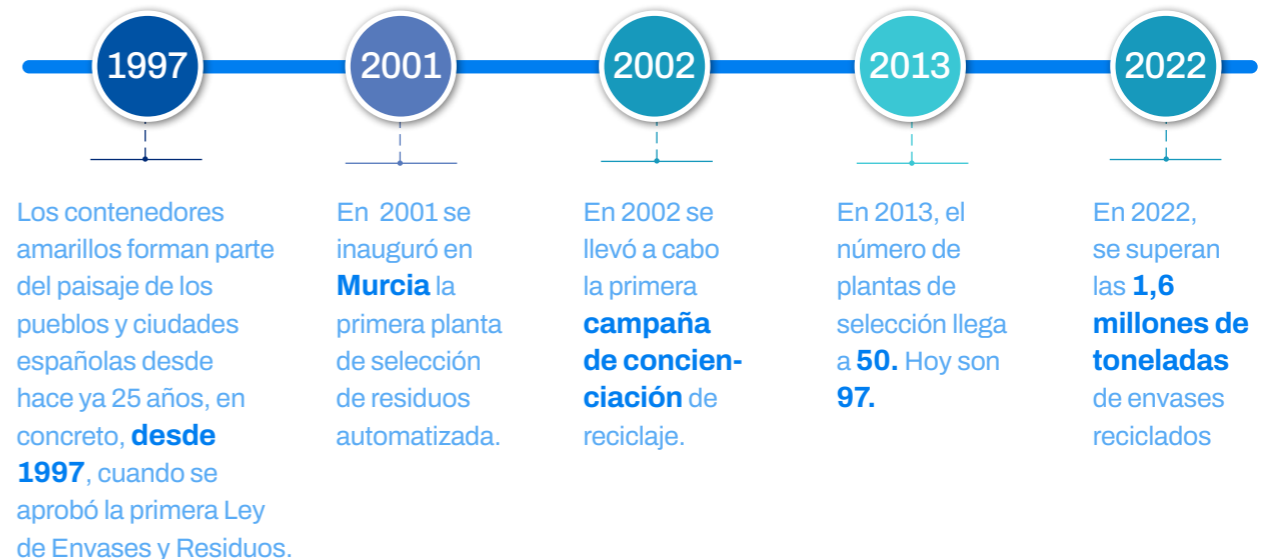 1997
2001
2002
2013
2022
Los contenedores
amarillos forman parte
del paisaje de los
pueblos y ciudades
españolas desde
hace ya 25 años, en
concreto, desde
1997, cuando se
aprobó la primera Ley
de Envases y Residuos.
En 2001 se
inauguró en
Murcia la
primera planta
de selección
de residuos
automatizada.
En 2002 se
llevó a cabo
la primera
campaña
de concien-
ciación de
reciclaje.
En 2013, el
número de
plantas de
selección llega
a 50. Hoy son
97.
En 2022,
se superan
las 1,6
millones de
toneladas
de envases
reciclados